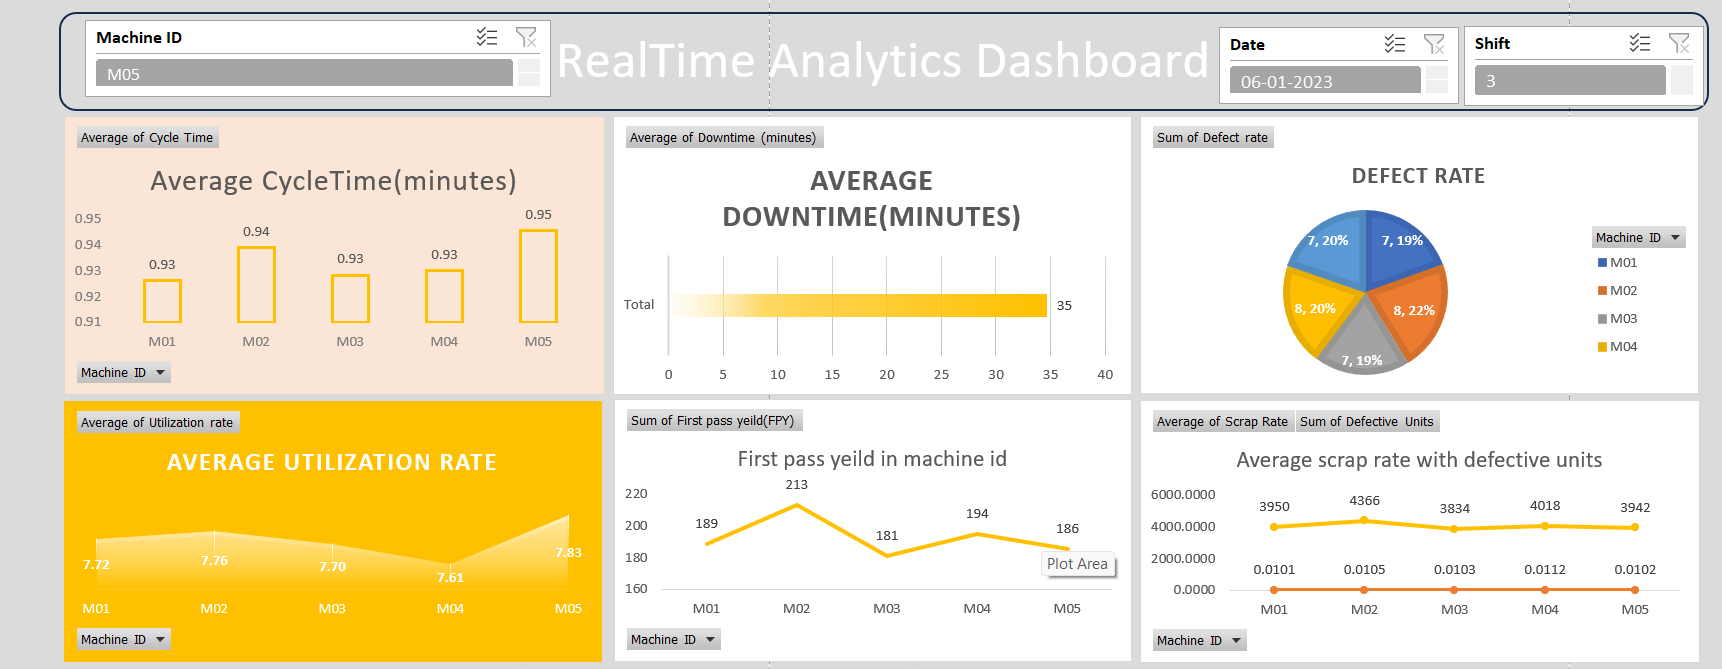 Machine ID
M05
RealTime Analytics Dashboard
Date
06-01-2023
Shift
3
Average of Cycle Time
Average CycleTime(minutes)
0.95
0.94
0.93
0.92
0.91
0.93
0.94
0.93
0.93
0.95
M01
M02
M03
M04
M05
Machine ID
Average of Downtime (minutes)
AVERAGE
DOWNTIME(MINUTES)
Total
35
0
5
10
15
20
25
30
35
40
Sum of Defect rate
DEFECT RATE
7, 20%
7, 19%
8, 20%
8, 22%
7, 19%
Machine ID
M01
M02
M03
M04
Average of Utilization rate
AVERAGE UTILIZATION RATE
7.72
7.76
7.70
7.61
7.83
M01
M02
M03
M04
M05
Machine ID
Sum of First pass yeild(FPY)
First pass yeild in machine id
220
200
180
160
189
213
181
194
186
Plot Area
M01
M02
M03
M04
M05
Machine ID
Average of Scrap Rate
Sum of Defective Units
Average scrap rate with defective units
6000.0000
4000.0000
2000.0000
0.0000
3950
4366
3834
4018
3942
0.0101
0.0105
0.0103
0.0112
0.0102
M01
M02
M03
M04
M05
Machine ID